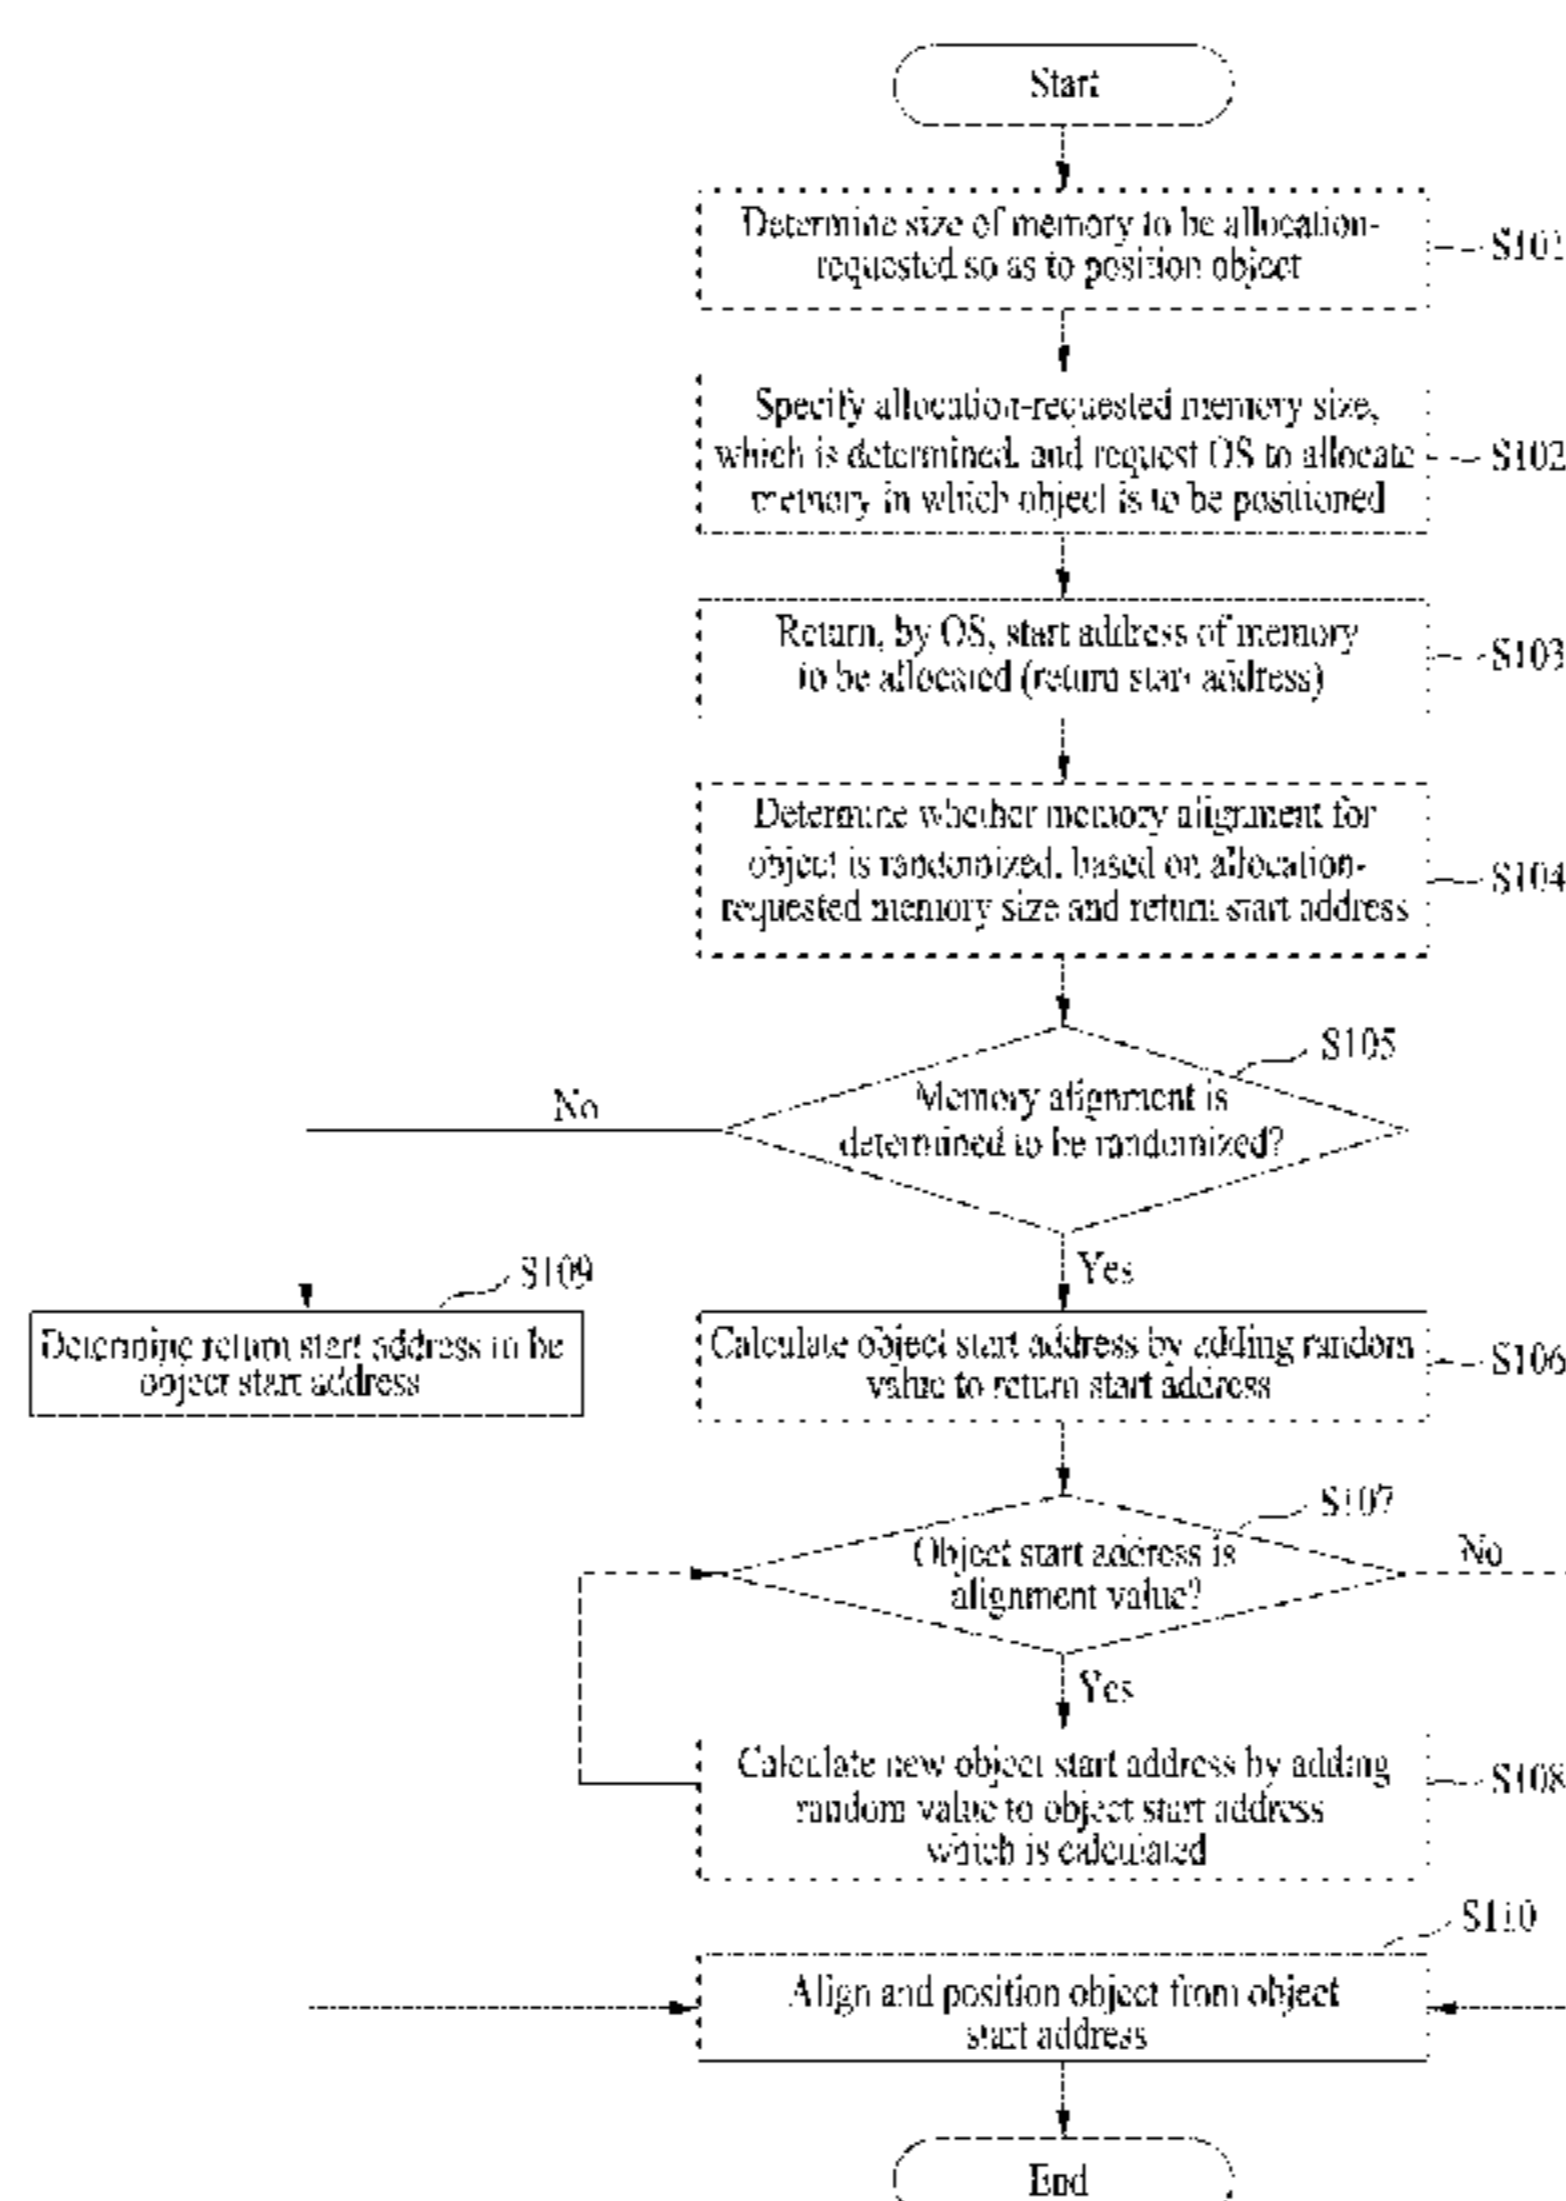 Start
Determine size of memory to be allocation-
requested so as to position object
S101
Specify allocation-requested memory size,
which is determined, and request OS to allocate
memory in which object is to be positioned
S102
Return, by OS, start address of memory
to be allocated (return start address)
S103
Determine whether memory alignment for
object is randomized, based on allocation-
requested memory size and return start address
S104
S105
Memory alignment is
determined to be randomized?
No
Yes
S109
Determine return start address to be
object start address
Calculate object start address by adding random
value to return start address
S106
S107
Object start address is
alignment value?
No
Yes
Calculate new object start address by adding
random value to object start address
which is calculated
S108
S110
Align and position object from object
start address
End